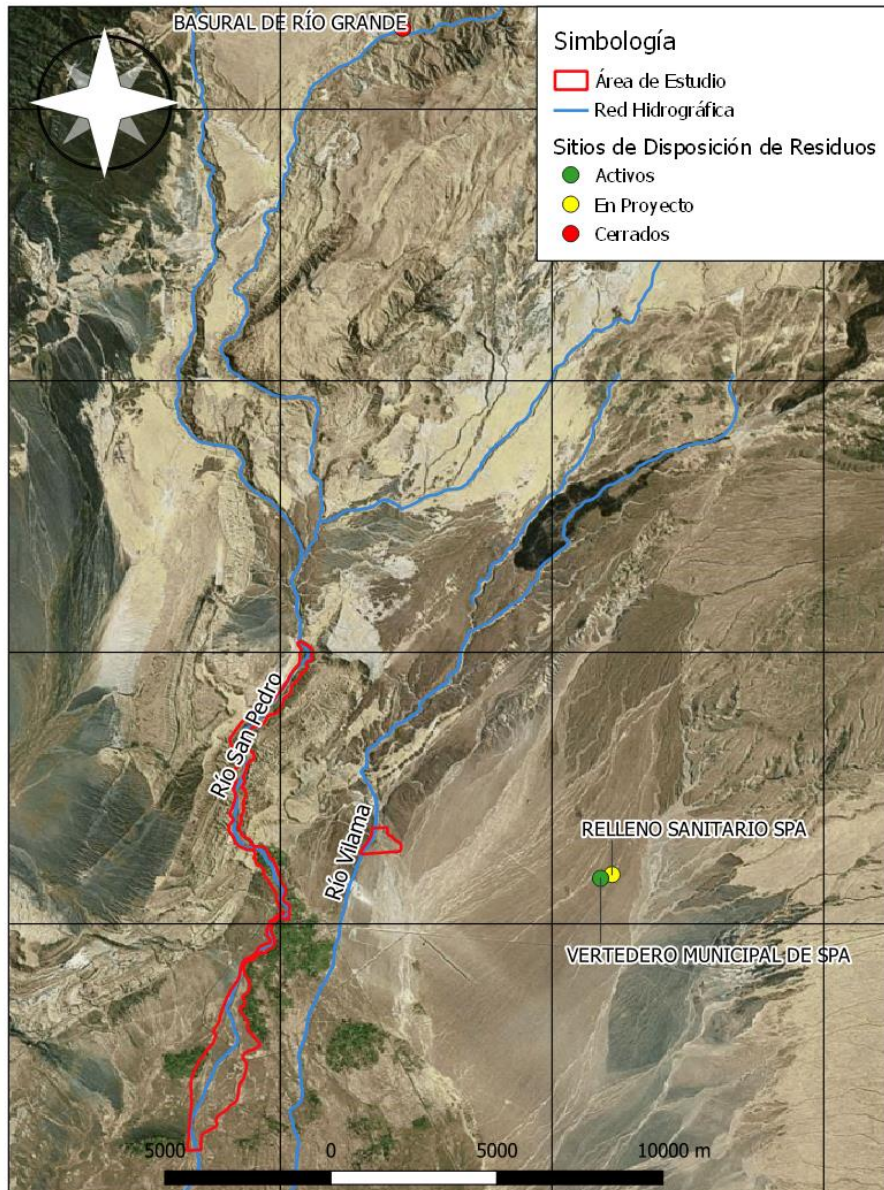 BASURAL DE RÍO GRANDE
Simbología
Área de Estudio
Red Hidrográfica
Sitios de Disposición de Residuos
Activos
En Proyecto
Cerrados
Río San Pedro
Río Vilama
RELLENO SANITARIO SPA
VERTEDERO MUNICIPAL DE SPA
5000 0 5000 10000 m